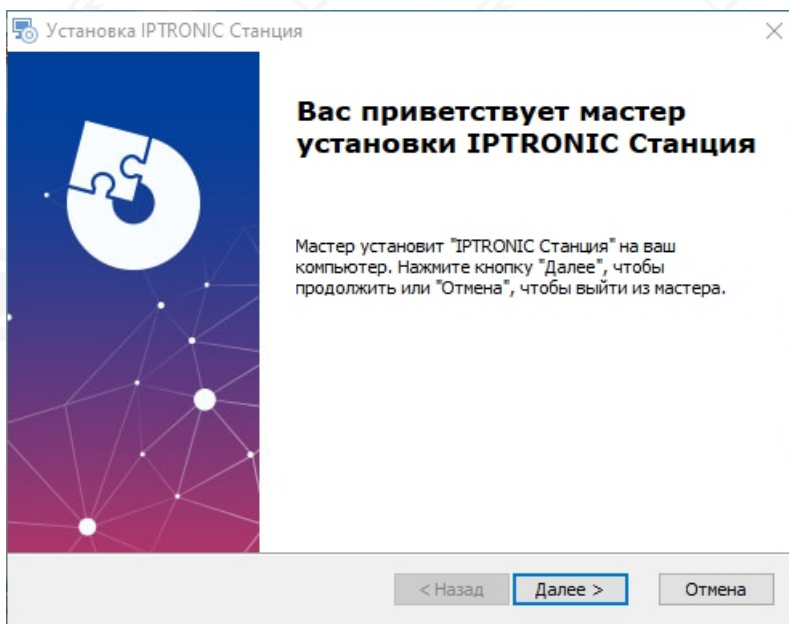 Установка IPTRONIC Станция
Вас приветствует мастер
установки IPTRONIC Станция
Мастер установит "IPTRONIC Станция" на ваш
компьютер. Нажмите кнопку "Далее", чтобы
продолжить или "Отмена", чтобы выйти из мастера.
< Назад
Далее >
Отмена